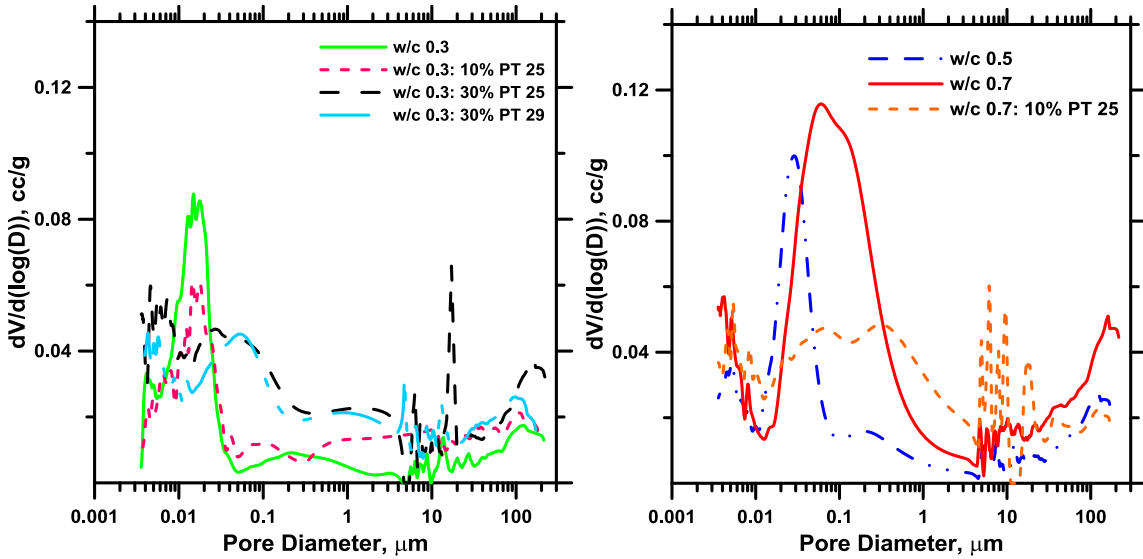 w/c 0.3
w/c 0.3: 10% PT 25
w/c 0.3: 30% PT 25
w/c 0.3: 30% PT 29
dV/d(log(D)), cc/g
0.12
0.08
0.04
0.001 0.01 0.1 1 10 100
Pore Diameter, μm
w/c 0.5
w/c 0.7
w/c 0.7: 10% PT 25
dV/d(log(D)), cc/g
0.12
0.08
0.04
0.001 0.01 0.1 1 10 100
Pore Diameter, μm